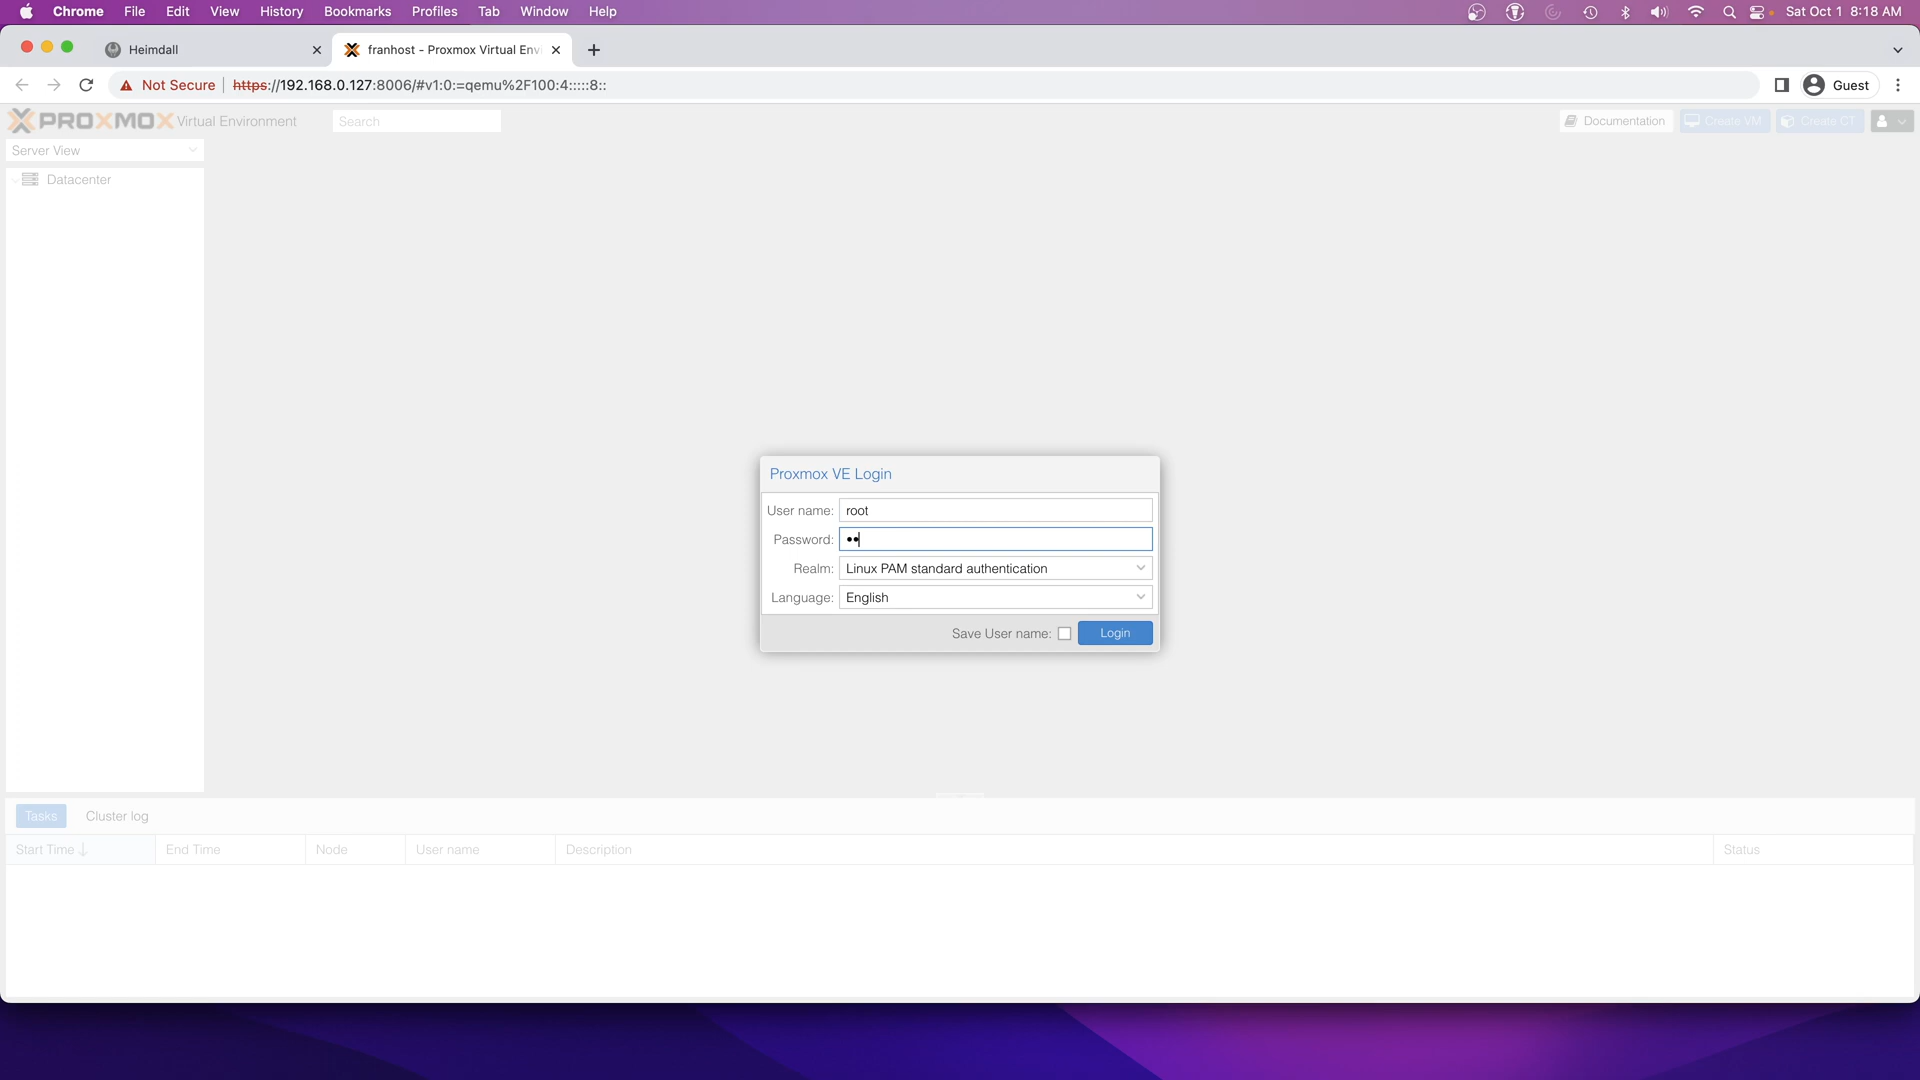 Chrome File Edit View History Bookmarks Profiles Tab Window Help Sat Oct 1 8:18 AM
Heimdall franhost - Proxmox Virtual Envi
Not Secure https://192.168.0.127:8006/#v1:0:=qemu%2F100:4:::::8:: Guest
PROXMOX Virtual Environment Search Documentation Create VM Create CT
Server View
Datacenter
Proxmox VE Login
User name: root
Password: ••
Realm: Linux PAM standard authentication
Language: English
Save User name: Login
Tasks Cluster log
Start Time End Time Node User name Description Status